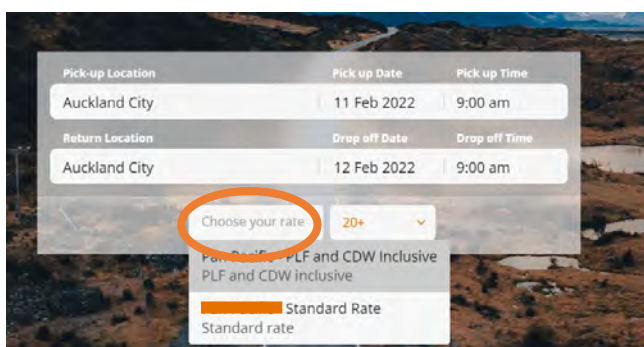 Pick-up Location Pick up Date Pick up Time
Auckland City 11 Feb 2022 9:00 am
Return Location Drop off Date Drop off Time
Auckland City 12 Feb 2022 9:00 am
Choose your rate 20+
Pan Pacific - PLF and CDW Inclusive
PLF and CDW inclusive
Standard Rate
Standard rate